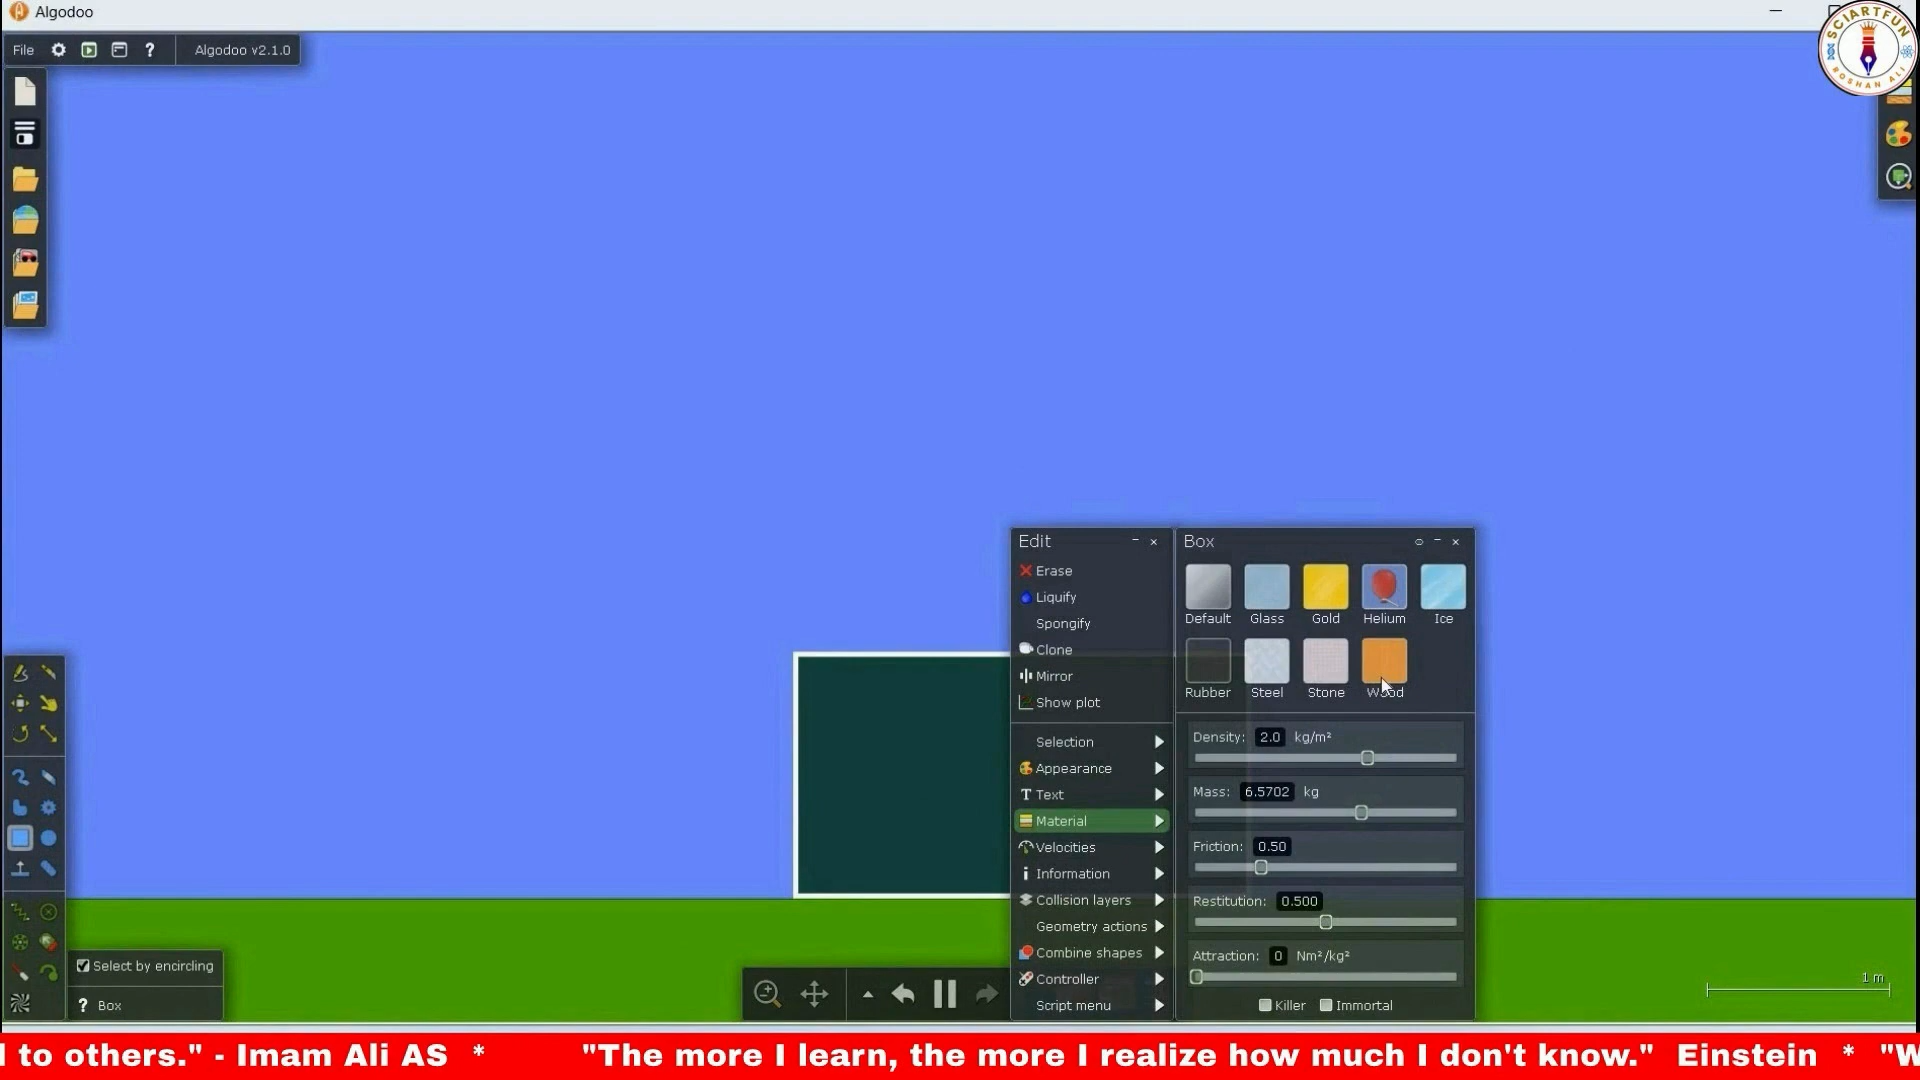 Algodoo
File
?
Algodoo v2.1.0
SCIARTFUN
ROSHAN ALI
Edit
Erase
Liquify
Spongify
Clone
Mirror
Show plot
Selection
Appearance
Text
Material
Velocities
Information
Collision layers
Geometry actions
Combine shapes
Controller
Script menu
Box
Default
Glass
Gold
Helium
Ice
Rubber
Steel
Stone
Wood
Density: 2.0 kg/m²
Mass: 6.5702 kg
Friction: 0.50
Restitution: 0.500
Attraction: 0 Nm²/kg²
Killer
Immortal
Select by encircling
? Box
1 m
l to others." - Imam Ali AS * "The more I learn, the more I realize how much I don't know." Einstein * "W